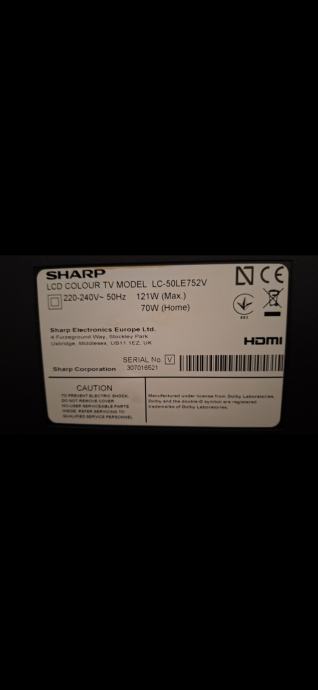 SHARP
LCD COLOUR TV MODEL LC-50LE752V
220-240V~ 50Hz 121W (Max.)
70W (Home)
Sharp Electronics Europe Ltd.
4 Furzeground Way, Stockley Park
Uxbridge, Middlesex, UB11 1EZ, UK
HDMI
SERIAL No. V
Sharp Corporation 307016521
CAUTION
TO PREVENT ELECTRIC SHOCK,
DO NOT REMOVE COVER.
NO USER SERVICEABLE PARTS
INSIDE. REFER SERVICING TO
QUALIFIED SERVICE PERSONNEL.
Manufactured under license from Dolby Laboratories.
Dolby and the double-D symbol are registered
trademarks of Dolby Laboratories.